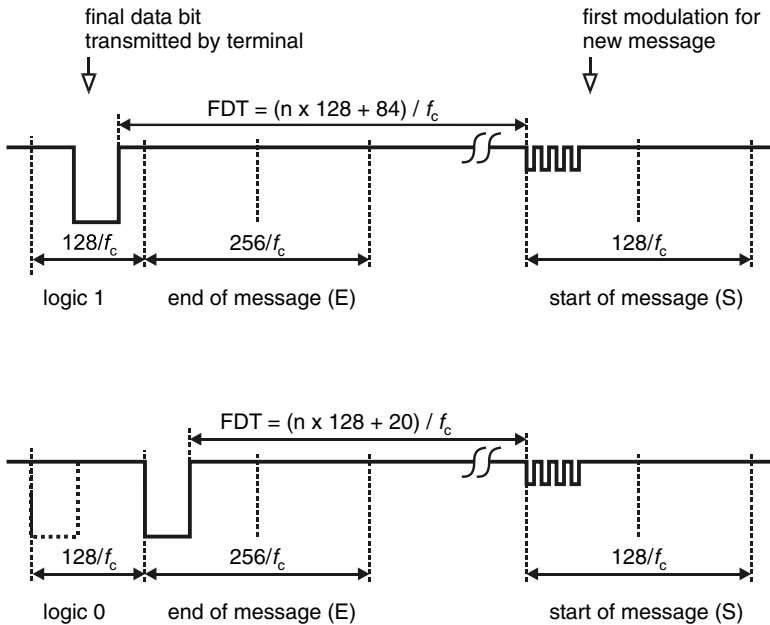 final data bit
transmitted by terminal
first modulation for
new message
FDT = (n x 128 + 84) / fc
128/fc
256/fc
128/fc
logic 1
end of message (E)
start of message (S)
FDT = (n x 128 + 20) / fc
128/fc
256/fc
128/fc
logic 0
end of message (E)
start of message (S)